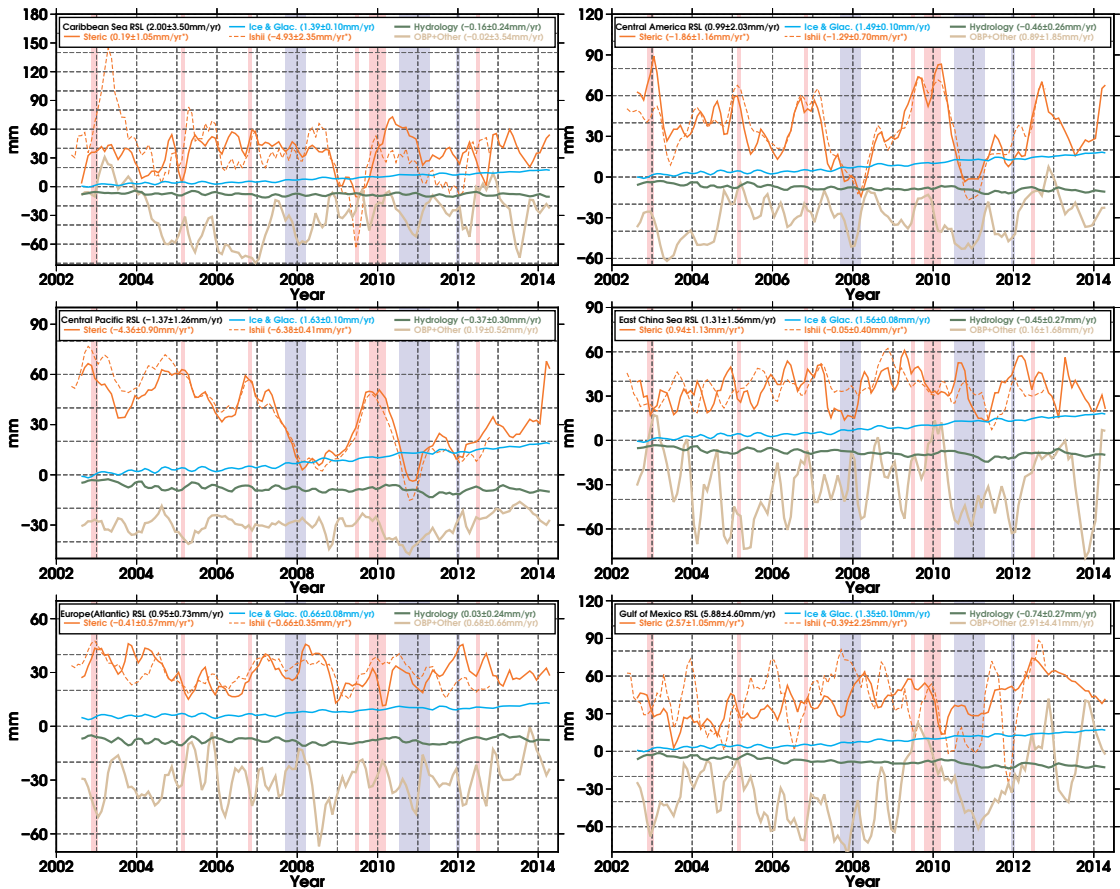 Caribbean Sea RSL (2.00±3.50mm/yr) Ice & Glac. (1.39±0.10mm/yr) Hydrology (−0.16±0.24mm/yr)
Steric (0.19±1.05mm/yr*) Ishii (−4.93±2.35mm/yr*) OBP+Other (−0.02±3.54mm/yr)
180
150
120
90
60
30
0
−30
−60
mm
2002 2004 2006 2008 2010 2012 2014
Year
Central America RSL (0.99±2.03mm/yr) Ice & Glac. (1.49±0.10mm/yr) Hydrology (−0.46±0.26mm/yr)
Steric (−1.86±1.16mm/yr*) Ishii (−1.29±0.70mm/yr*) OBP+Other (0.89±1.85mm/yr)
120
90
60
30
0
−30
−60
mm
2002 2004 2006 2008 2010 2012 2014
Year
Central Pacific RSL (−1.37±1.26mm/yr) Ice & Glac. (1.63±0.10mm/yr) Hydrology (−0.37±0.30mm/yr)
Steric (−4.36±0.90mm/yr*) Ishii (−6.38±0.41mm/yr*) OBP+Other (0.19±0.52mm/yr)
90
60
30
0
−30
mm
2002 2004 2006 2008 2010 2012 2014
Year
East China Sea RSL (1.31±1.56mm/yr) Ice & Glac. (1.56±0.08mm/yr) Hydrology (−0.45±0.27mm/yr)
Steric (0.94±1.13mm/yr*) Ishii (−0.05±0.40mm/yr*) OBP+Other (0.16±1.68mm/yr)
90
60
30
0
−30
−60
mm
2002 2004 2006 2008 2010 2012 2014
Year
Europe(Atlantic) RSL (0.95±0.73mm/yr) Ice & Glac. (0.66±0.08mm/yr) Hydrology (0.03±0.24mm/yr)
Steric (−0.41±0.57mm/yr*) Ishii (−0.66±0.35mm/yr*) OBP+Other (0.68±0.66mm/yr)
60
30
0
−30
−60
mm
2002 2004 2006 2008 2010 2012 2014
Year
Gulf of Mexico RSL (5.88±4.60mm/yr) Ice & Glac. (1.35±0.10mm/yr) Hydrology (−0.74±0.27mm/yr)
Steric (2.57±1.05mm/yr*) Ishii (−0.39±2.25mm/yr*) OBP+Other (2.91±4.41mm/yr)
120
90
60
30
0
−30
−60
mm
2002 2004 2006 2008 2010 2012 2014
Year